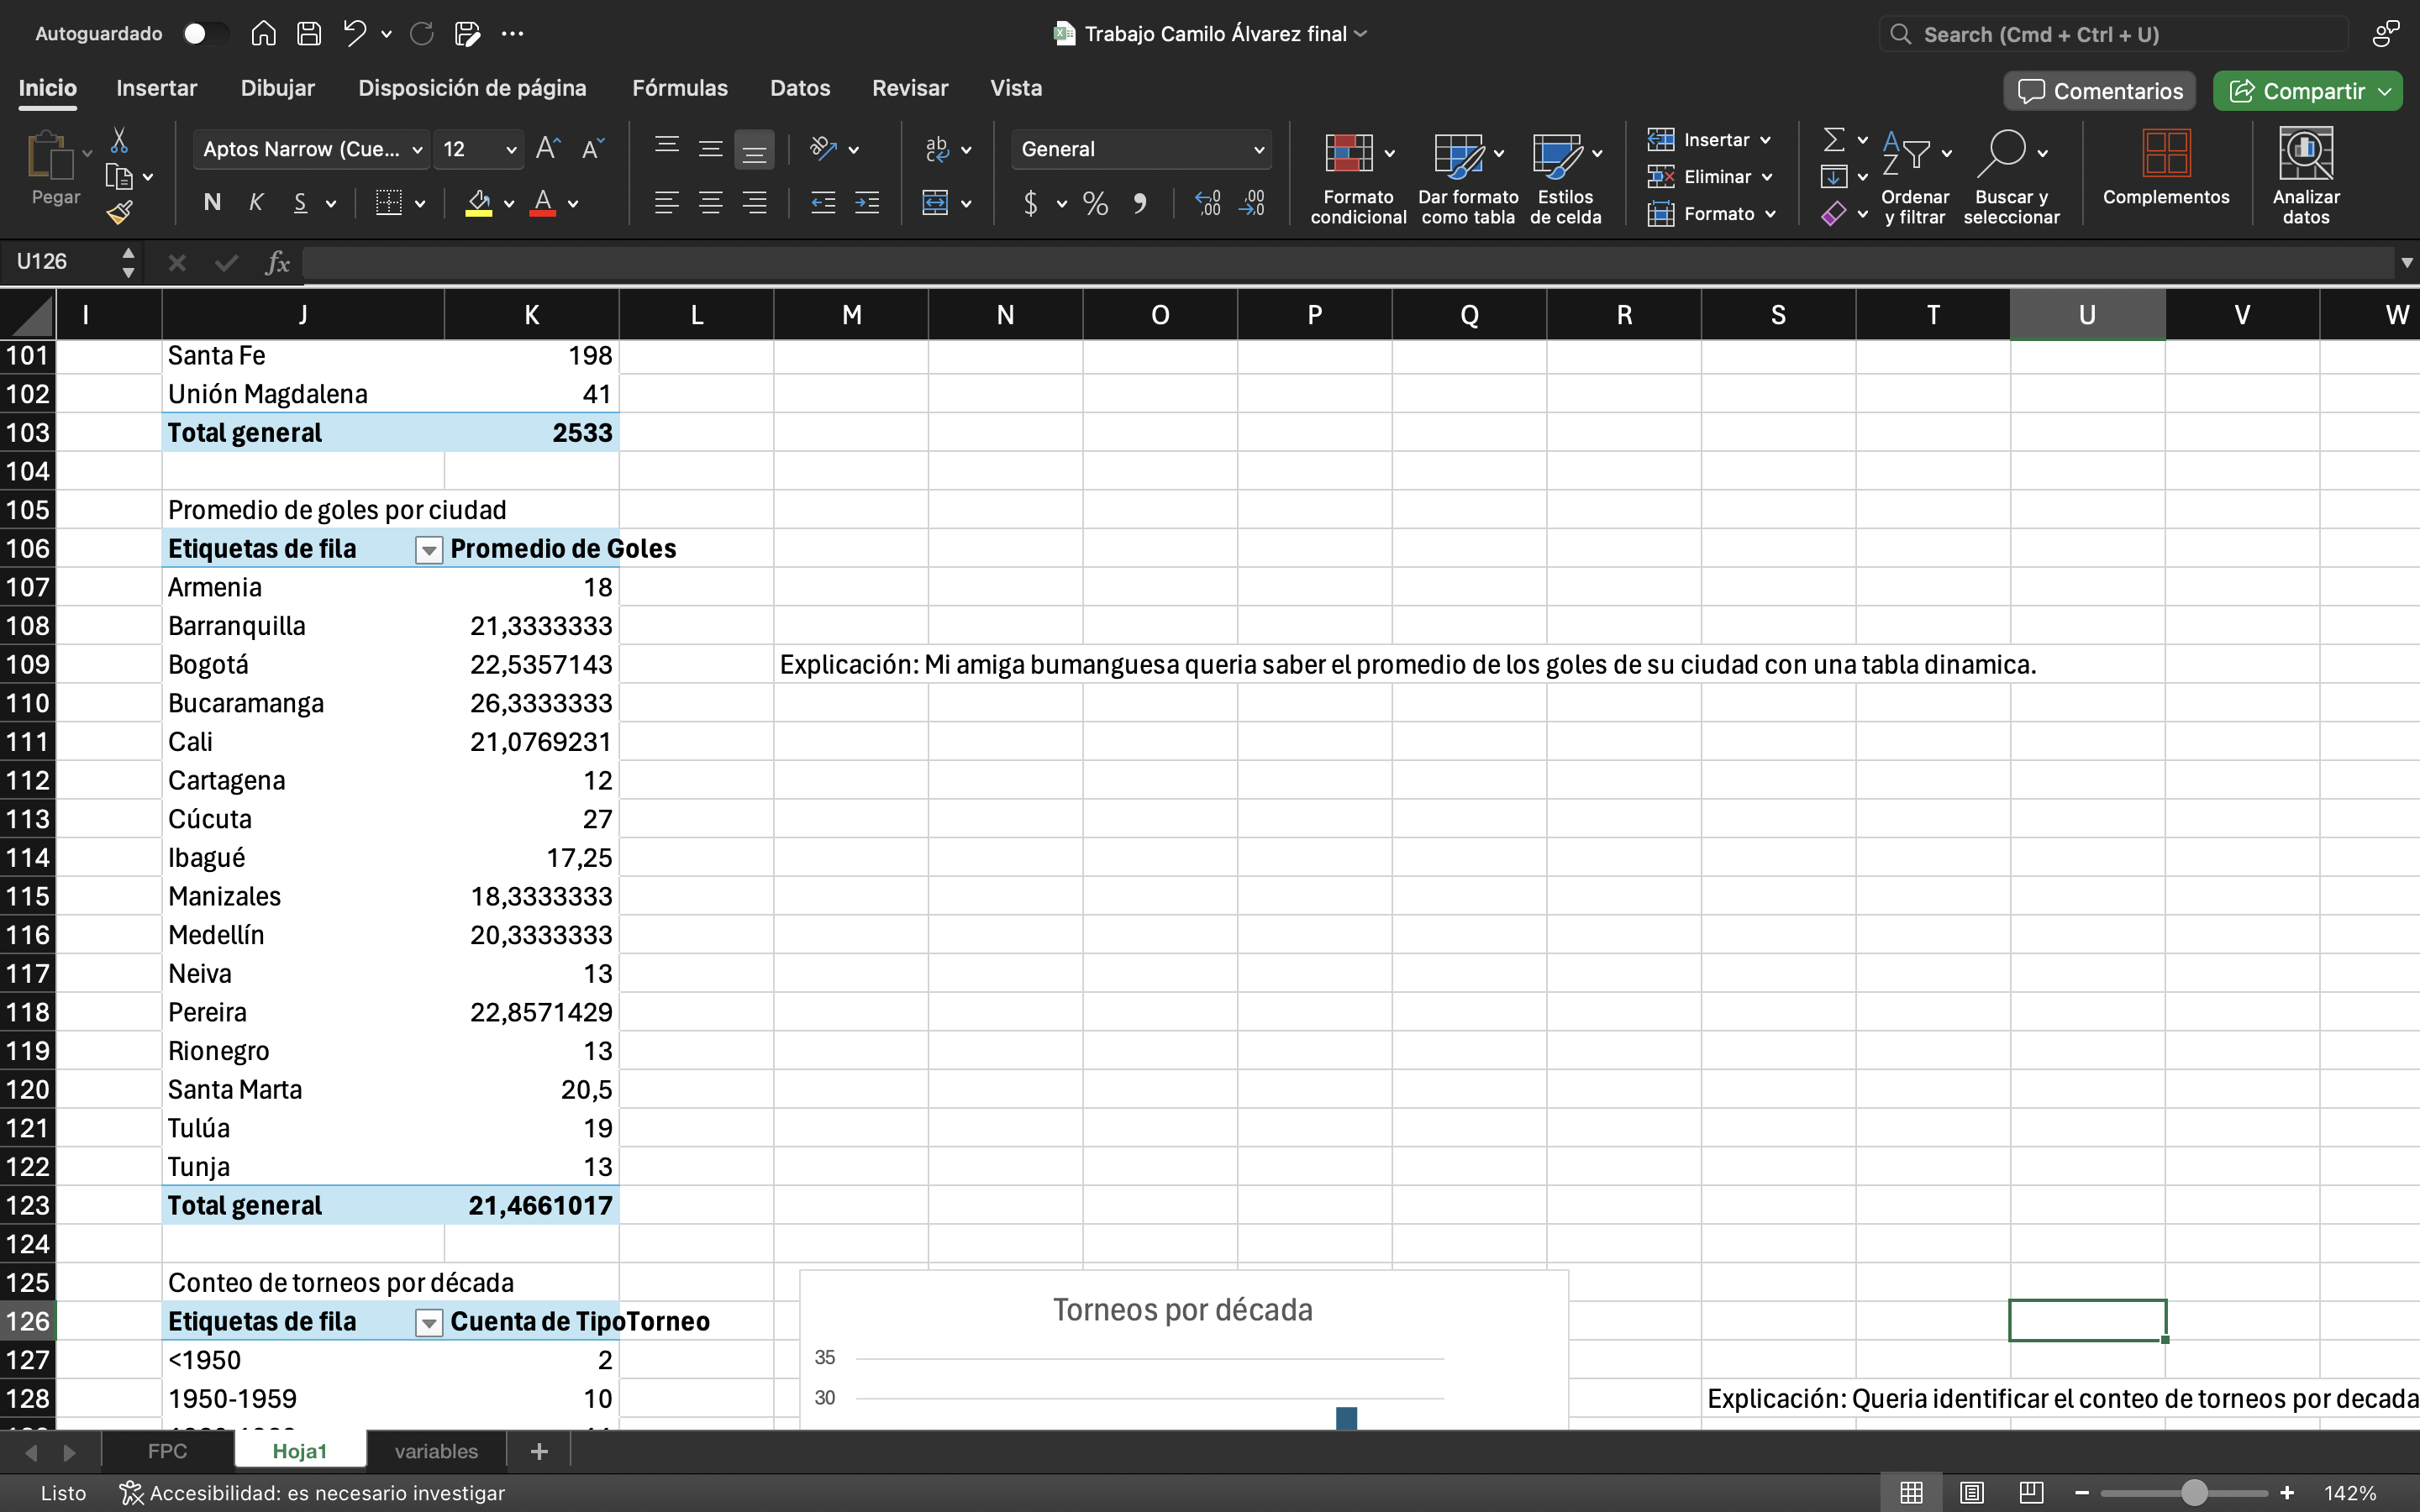 Autoguardado
Trabajo Camilo Álvarez final
Search (Cmd + Ctrl + U)
Inicio Insertar Dibujar Disposición de página Fórmulas Datos Revisar Vista
Comentarios Compartir
Pegar
Aptos Narrow (Cue... 12
N K S
General
$ %
Formato condicional
Dar formato como tabla
Estilos de celda
Insertar
Eliminar
Formato
Ordenar y filtrar
Buscar y seleccionar
Complementos
Analizar datos
U126 fx
I J K L M N O P Q R S T U V W
101 Santa Fe 198
102 Unión Magdalena 41
103 Total general 2533
104
105 Promedio de goles por ciudad
106 Etiquetas de fila Promedio de Goles
107 Armenia 18
108 Barranquilla 21,3333333
109 Bogotá 22,5357143 Explicación: Mi amiga bumanguesa queria saber el promedio de los goles de su ciudad con una tabla dinamica.
110 Bucaramanga 26,3333333
111 Cali 21,0769231
112 Cartagena 12
113 Cúcuta 27
114 Ibagué 17,25
115 Manizales 18,3333333
116 Medellín 20,3333333
117 Neiva 13
118 Pereira 22,8571429
119 Rionegro 13
120 Santa Marta 20,5
121 Tulúa 19
122 Tunja 13
123 Total general 21,4661017
124
125 Conteo de torneos por década
Torneos por década
126 Etiquetas de fila Cuenta de TipoTorneo
127 <1950 2
35
128 1950-1959 10
30
Explicación: Queria identificar el conteo de torneos por decada
FPC Hoja1 variables
Listo Accesibilidad: es necesario investigar
142%